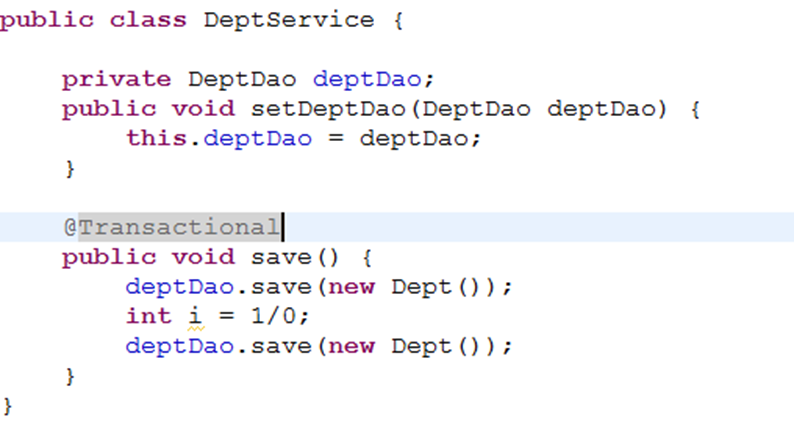 public class DeptService {
private DeptDao deptDao;
public void setDeptDao(DeptDao deptDao) {
this.deptDao = deptDao;
}
@Transactional
public void save() {
deptDao.save(new Dept());
int i = 1/0;
deptDao.save(new Dept());
}
}